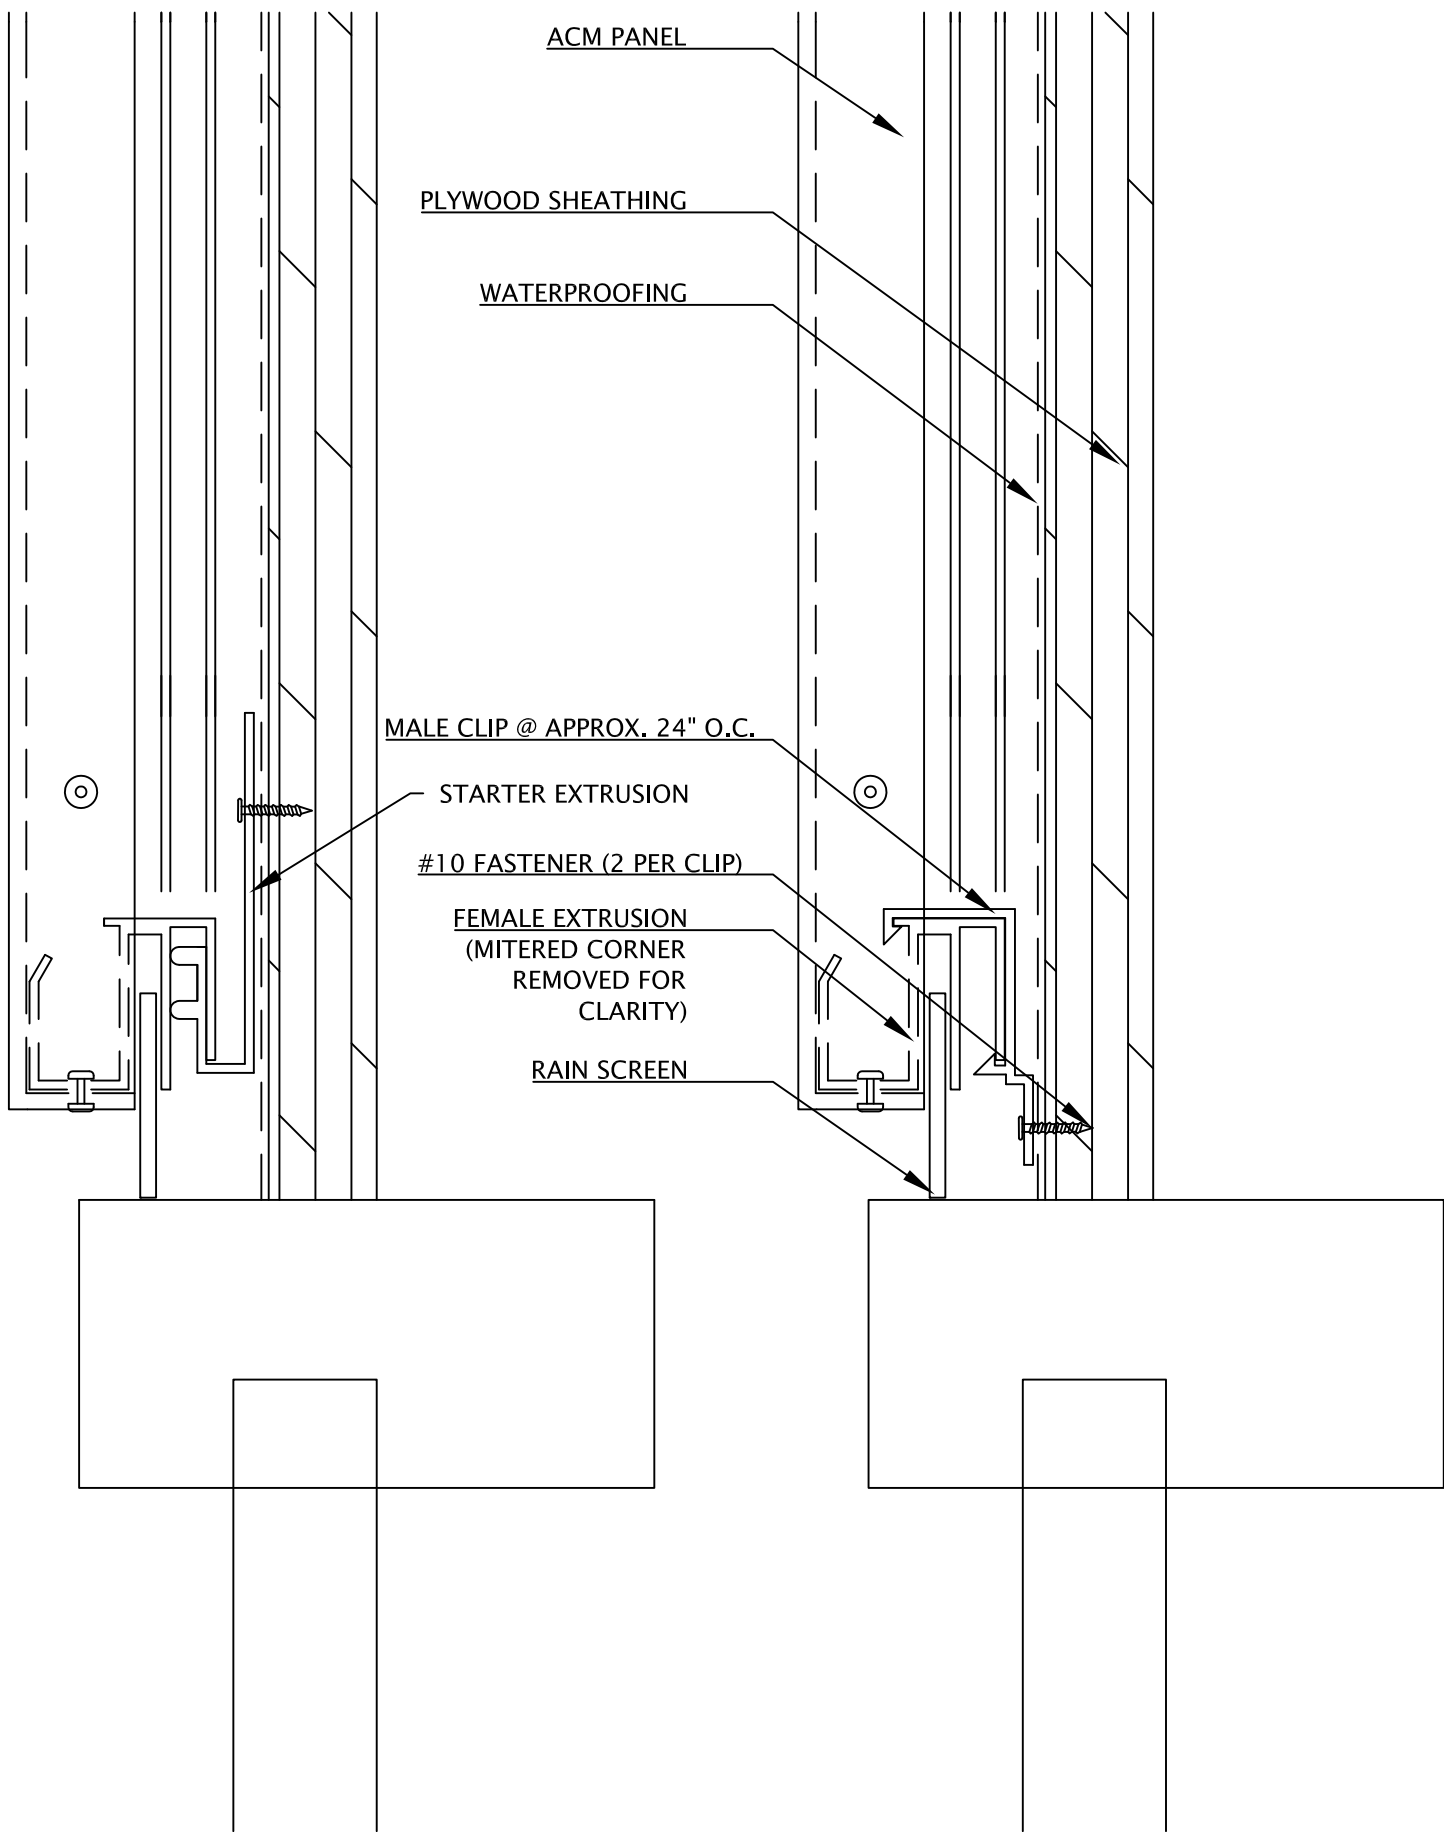 ACM PANEL
PLYWOOD SHEATHING
WATERPROOFING
MALE CLIP @ APPROX. 24" O.C.
STARTER EXTRUSION
#10 FASTENER (2 PER CLIP)
FEMALE EXTRUSION
(MITERED CORNER
REMOVED FOR
CLARITY)
RAIN SCREEN